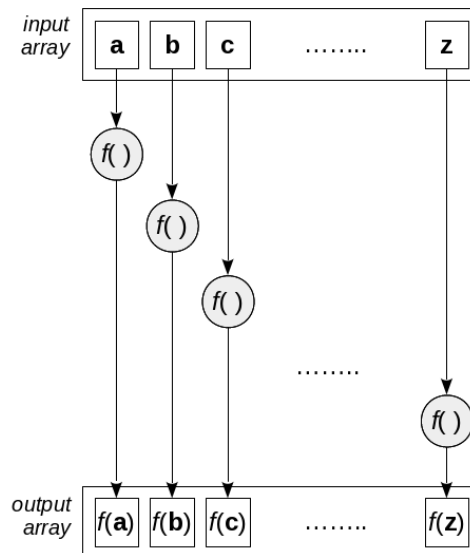 input
array
a b c ........ z
f( )
f( )
f( )
........
f( )
output
array
f(a) f(b) f(c) ........ f(z)